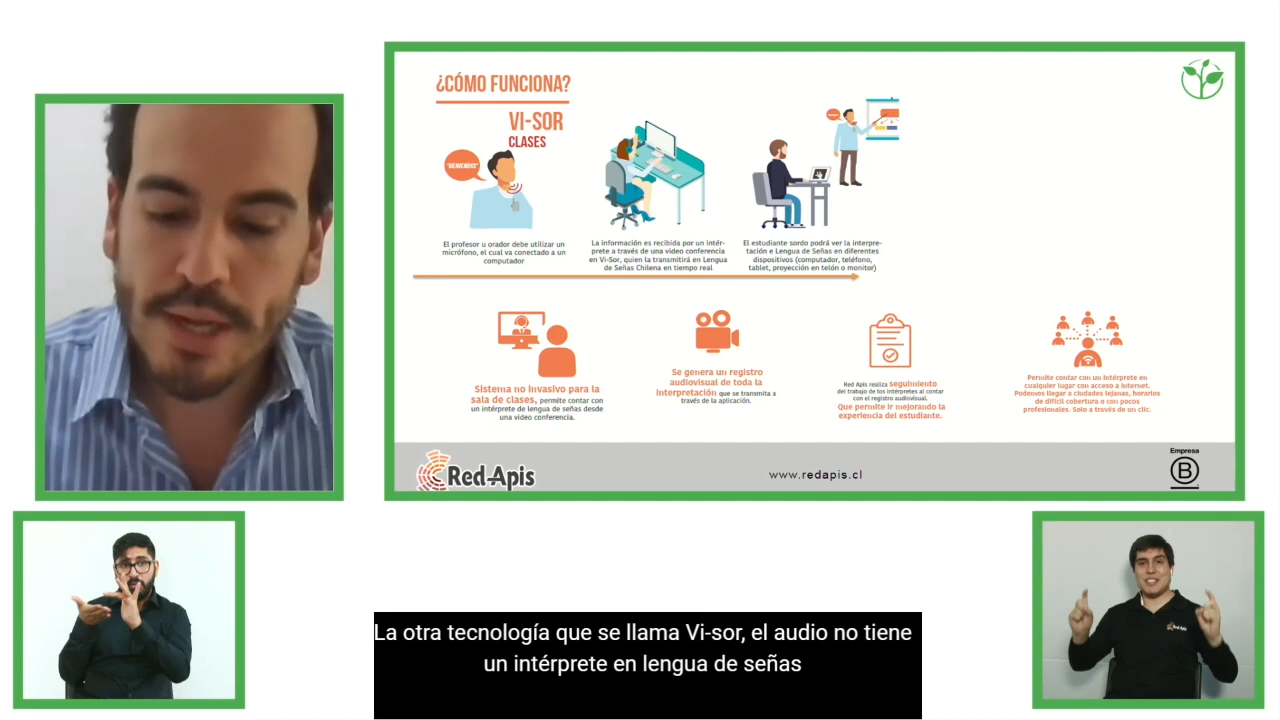 ¿CÓMO FUNCIONA?
VI-SOR
CLASES
"BIENVENIDOS"
El profesor u orador debe utilizar un
micrófono, el cual va conectado a un
computador
La información es recibida por un intér-
prete a través de una video conferencia
en Vi-Sor, quien la transmitirá en Lengua
de Señas Chilena en tiempo real
El estudiante sordo podrá ver la interpre-
tación e Lengua de Señas en diferentes
dispositivos (computador, teléfono,
tablet, proyección en telón o monitor)
Sistema no invasivo para la
sala de clases, permite contar con
un intérprete de lengua de señas desde
una video conferencia.
Se genera un registro
audiovisual de toda la
interpretación que se transmite a
través de la aplicación.
Red Apis realiza seguimiento
del trabajo de los intérpretes al contar
con el registro audiovisual.
Que permite ir mejorando la
experiencia del estudiante.
Permite contar con un intérprete en
cualquier lugar con acceso a internet.
Podemos llegar a ciudades lejanas, horarios
de difícil cobertura o con pocos
profesionales. Solo a través de un clic.
Red-Apis
www.redapis.cl
Empresa
B
Red-Apis
La otra tecnología que se llama Vi-sor, el audio no tiene
un intérprete en lengua de señas